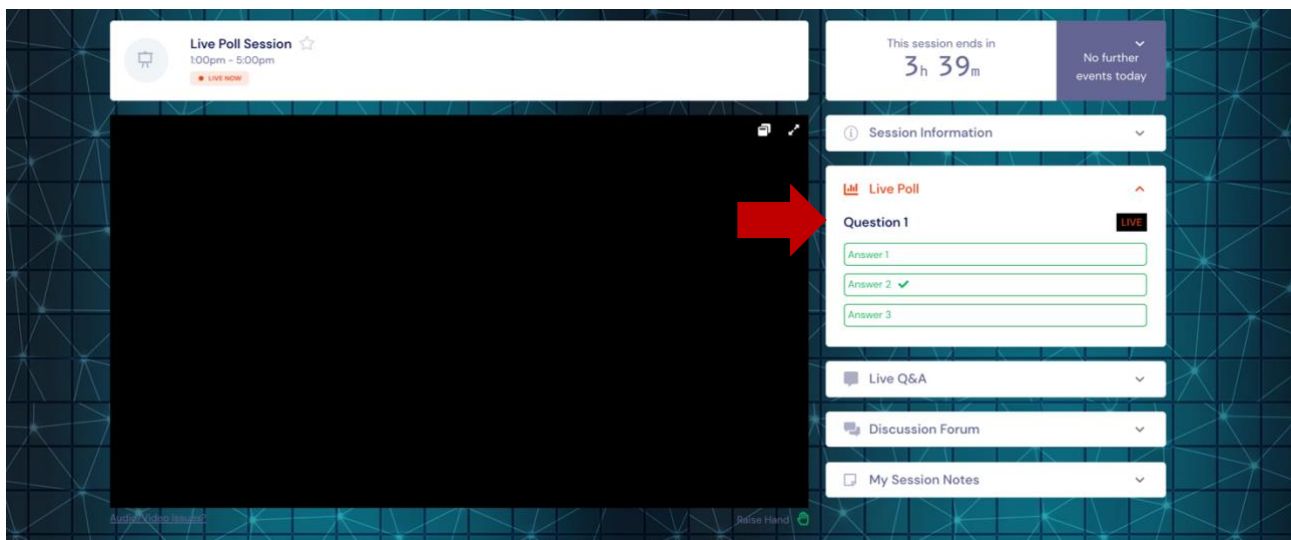 Live Poll Session
1:00pm - 5:00pm
LIVE NOW
This session ends in
3h 39m
No further
events today
Session Information
Live Poll
Question 1
LIVE
Answer 1
Answer 2
Answer 3
Live Q&A
Discussion Forum
My Session Notes
Audio/Video Issues?
Raise Hand